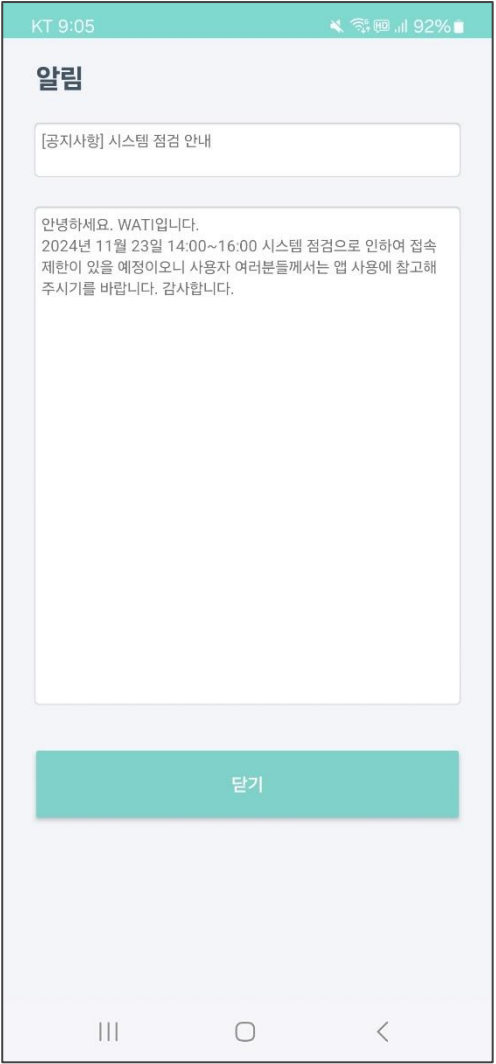 KT 9:05
HD 92%
알림
[공지사항] 시스템 점검 안내
안녕하세요. WATI입니다.
2024년 11월 23일 14:00~16:00 시스템 점검으로 인하여 접속
제한이 있을 예정이오니 사용자 여러분들께서는 앱 사용에 참고해
주시기를 바랍니다. 감사합니다.
닫기